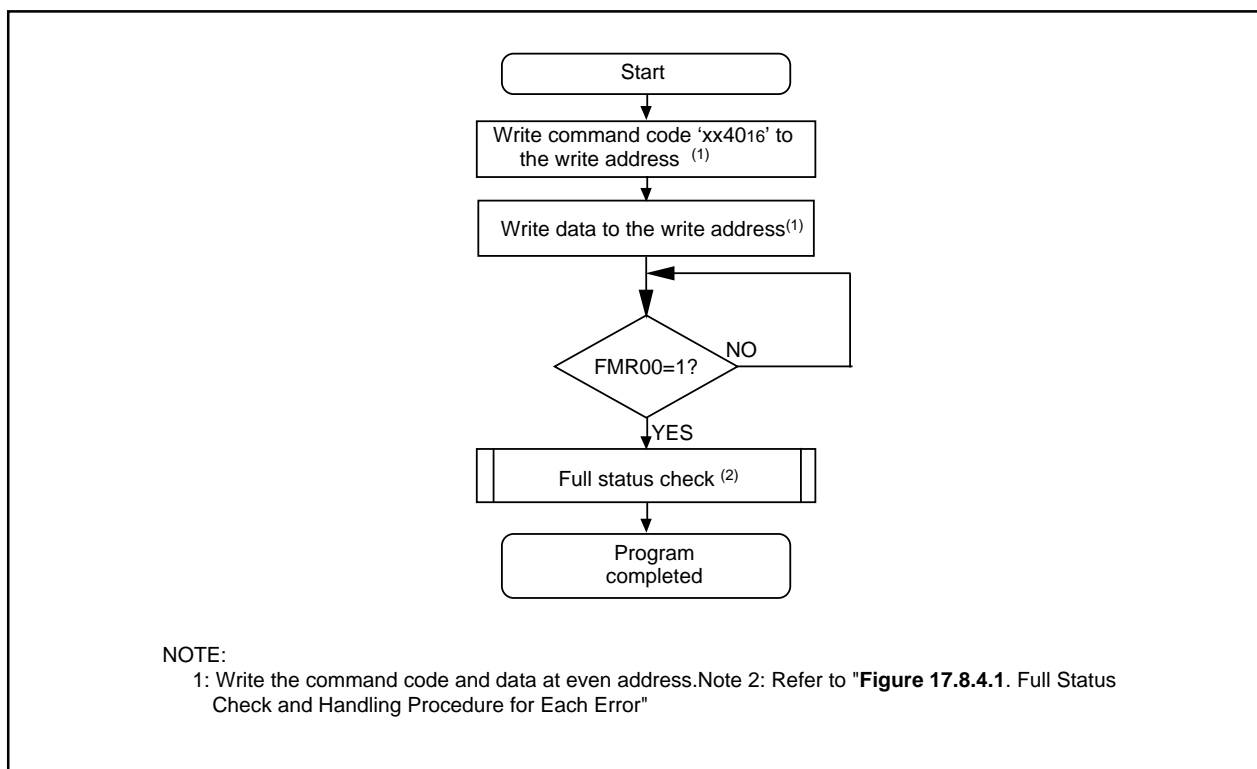 Start
Write command code ‘xx4016’ to
the write address (1)
Write data to the write address(1)
FMR00=1?
NO
YES
Full status check (2)
Program
completed
NOTE:
1: Write the command code and data at even address.Note 2: Refer to "Figure 17.8.4.1. Full Status
Check and Handling Procedure for Each Error"